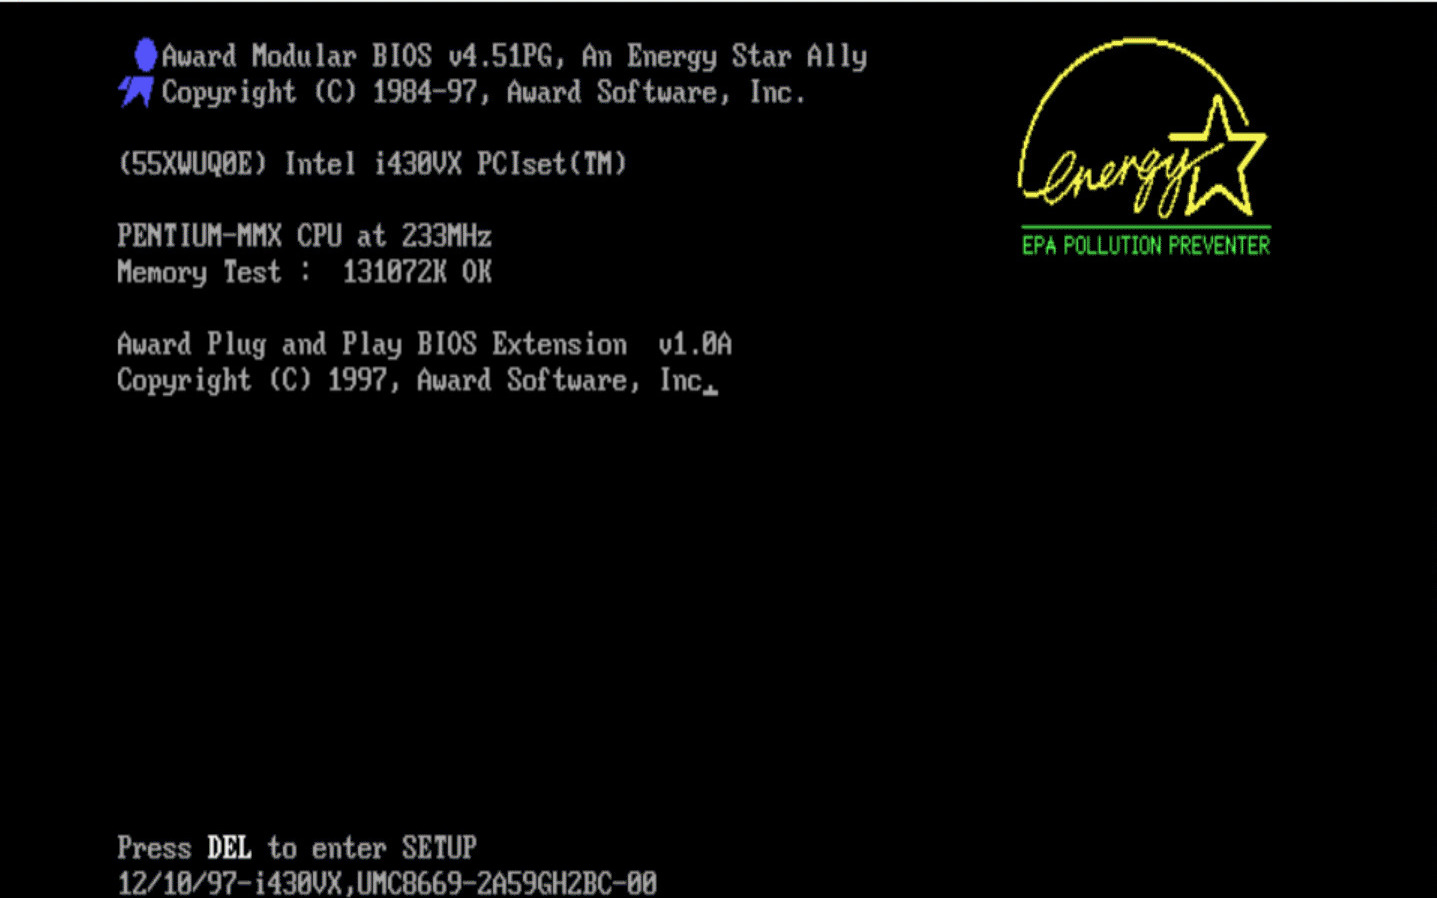 Award Modular BIOS v4.51PG, An Energy Star Ally
Copyright (C) 1984-97, Award Software, Inc.
(55XWUQ0E) Intel i430VX PCIset(TM)
PENTIUM-MMX CPU at 233MHz
Memory Test :  131072K OK
Award Plug and Play BIOS Extension  v1.0A
Copyright (C) 1997, Award Software, Inc.
energy
EPA POLLUTION PREVENTER
Press DEL to enter SETUP
12/10/97-i430VX,UMC8669-2A59GH2BC-00